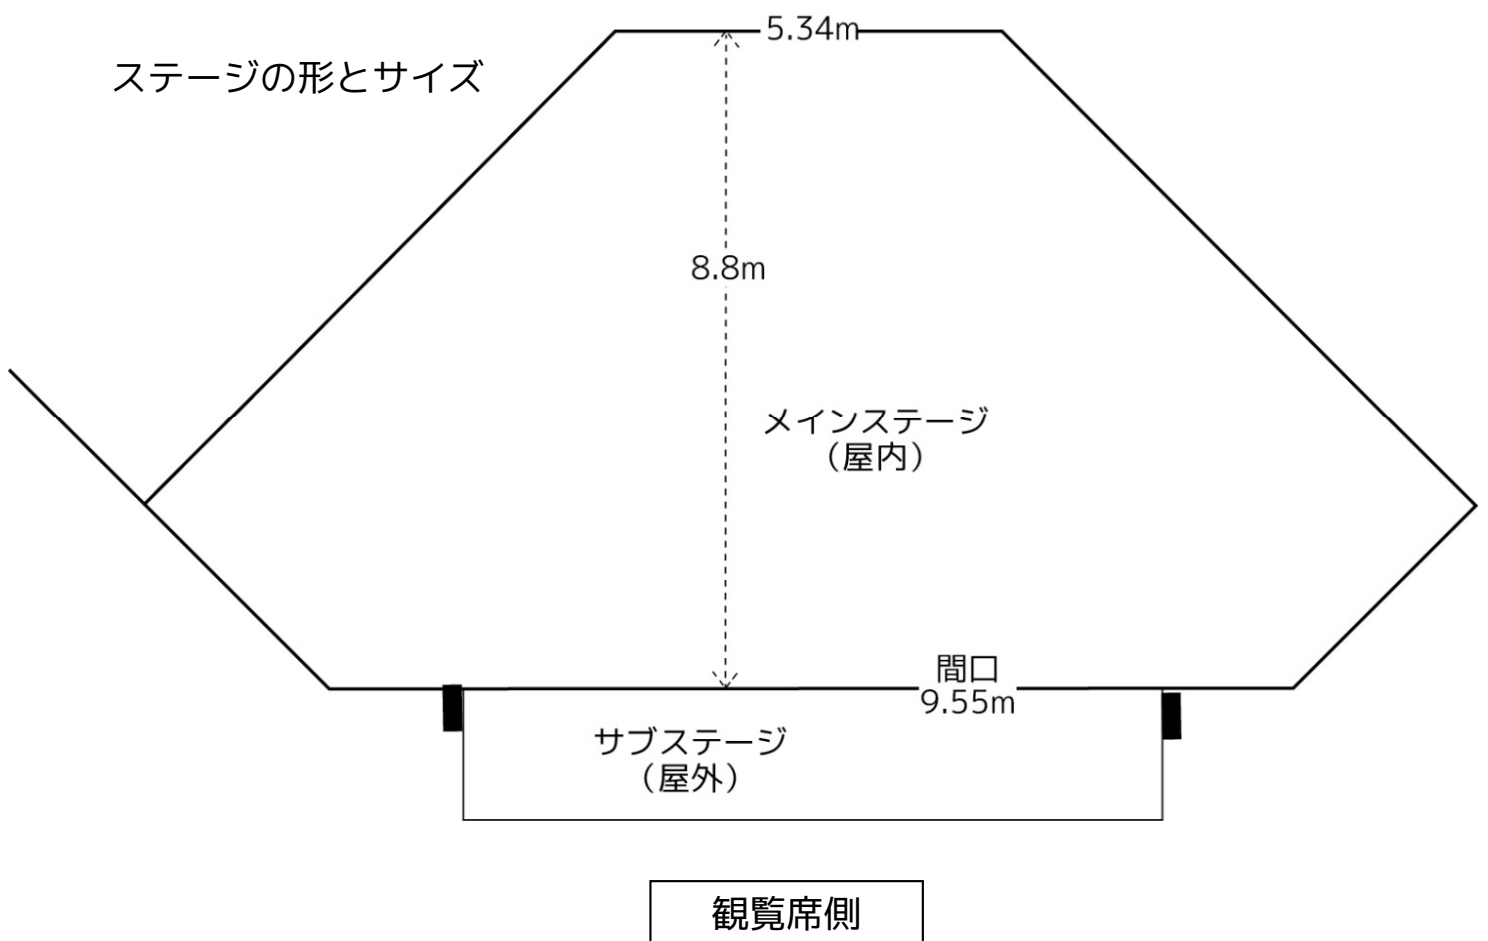 5.34m
ステージの形とサイズ
8.8m
メインステージ
（屋内）
間口
9.55m
サブステージ
（屋外）
観覧席側